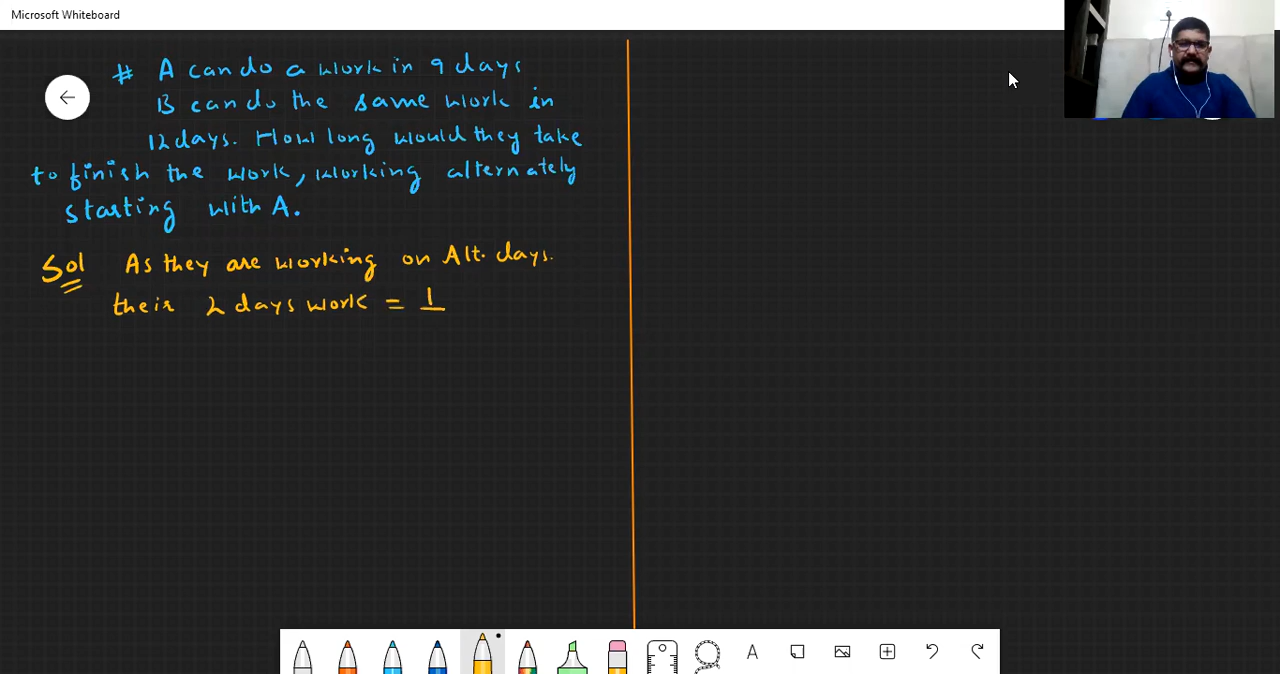 Microsoft Whiteboard
# A can do a work in 9 days
B can do the same work in
12 days. How long would they take
to finish the work, working alternately
starting with A.
Sol As they are working on Alt. days.
their 2 days work = 1
A